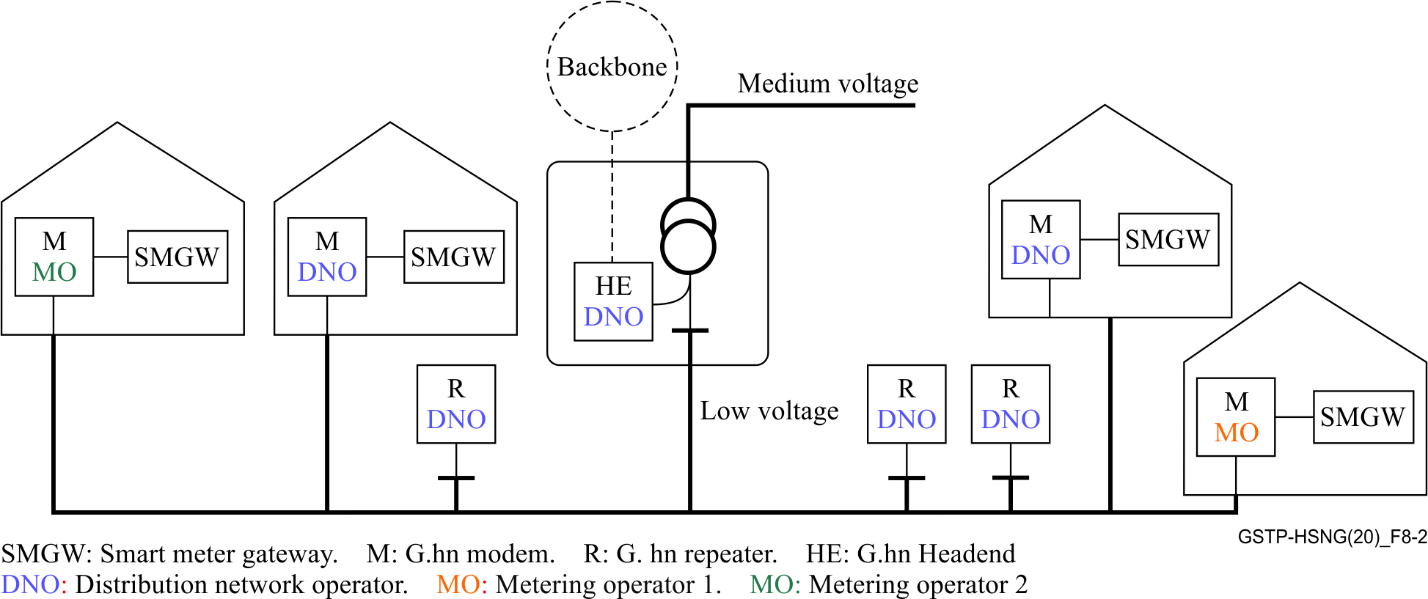 Backbone
Medium voltage
M
MO
SMGW
M
DNO
SMGW
HE
DNO
M
DNO
SMGW
R
DNO
Low voltage
R
DNO
R
DNO
M
MO
SMGW
GSTP-HSNG(20)_F8-2
SMGW: Smart meter gateway. M: G.hn modem. R: G. hn repeater. HE: G.hn Headend
DNO: Distribution network operator. MO: Metering operator 1. MO: Metering operator 2